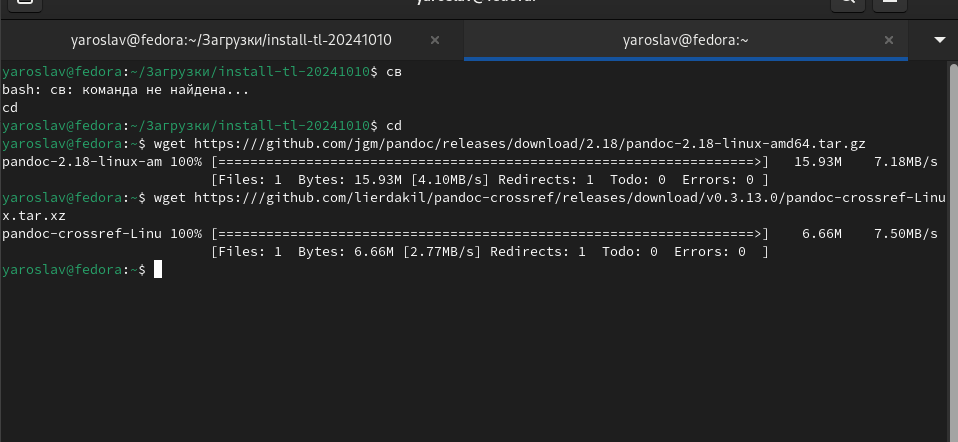 yaroslav@fedora:~/Загрузки/install-tl-20241010
yaroslav@fedora:~
yaroslav@fedora:~/Загрузки/install-tl-20241010$ св
bash: св: команда не найдена...
cd
yaroslav@fedora:~/Загрузки/install-tl-20241010$ cd
yaroslav@fedora:~$ wget https:///github.com/jgm/pandoc/releases/download/2.18/pandoc-2.18-linux-amd64.tar.gz
pandoc-2.18-linux-am 100% [===================================================================>] 15.93M 7.18MB/s
[Files: 1 Bytes: 15.93M [4.10MB/s] Redirects: 1 Todo: 0 Errors: 0 ]
yaroslav@fedora:~$ wget https:///github.com/lierdakil/pandoc-crossref/releases/download/v0.3.13.0/pandoc-crossref-Linu
x.tar.xz
pandoc-crossref-Linu 100% [===================================================================>] 6.66M 7.50MB/s
[Files: 1 Bytes: 6.66M [2.77MB/s] Redirects: 1 Todo: 0 Errors: 0 ]
yaroslav@fedora:~$